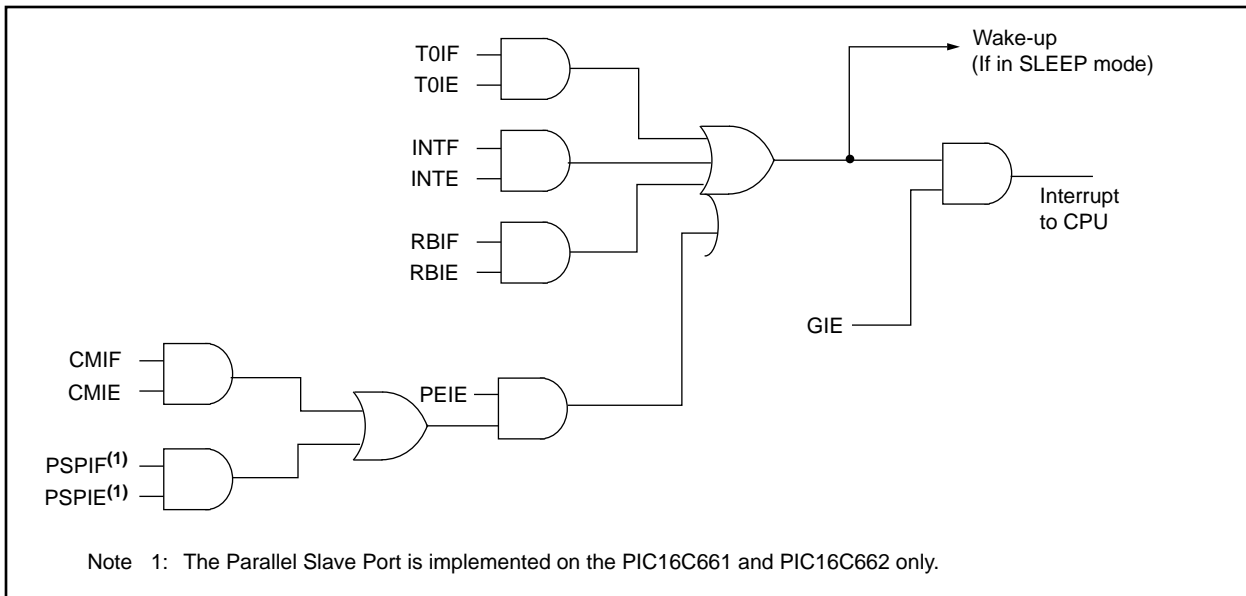 Wake-up
(If in SLEEP mode)
T0IF
T0IE
INTF
INTE
RBIF
RBIE
Interrupt
to CPU
GIE
CMIF
CMIE
PEIE
PSPIF(1)
PSPIE(1)
Note 1: The Parallel Slave Port is implemented on the PIC16C661 and PIC16C662 only.